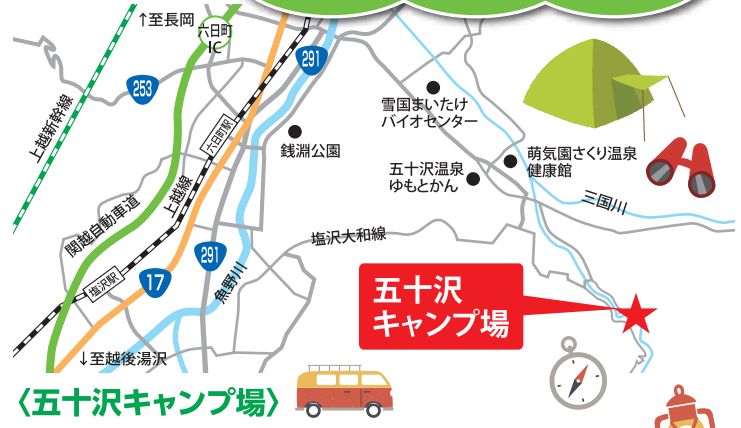 ↑至長岡
六日町
IC
291
253
上越新幹線
雪国まいたけ
バイオセンター
六日町駅
銭淵公園
萌気園さくり温泉
健康館
五十沢温泉
ゆもとかん
三国川
上越線
関越自動車道
塩沢大和線
291
17
塩沢駅
魚野川
五十沢
キャンプ場
↓至越後湯沢
〈五十沢キャンプ場〉